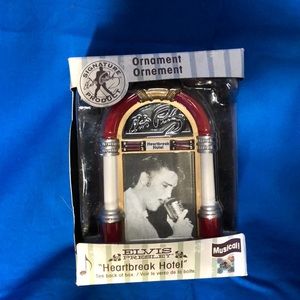 Ornament
Ornement
SIGNATURE
PRODUCT
Elvis Presley
Heartbreak
Hotel
ELVIS
PRESLEY
"Heartbreak Hotel"
See back of box / Voir le verso de la boîte
Musical!